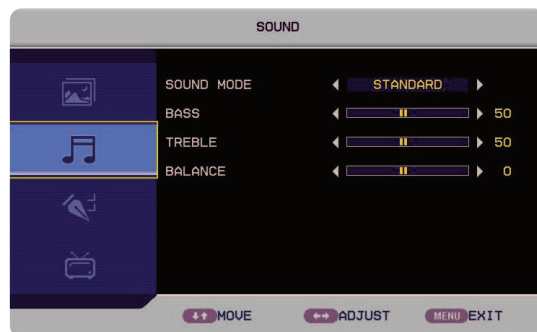 SOUND
SOUND MODE STANDARD
BASS 50
TREBLE 50
BALANCE 0
MOVE ADJUST MENU EXIT